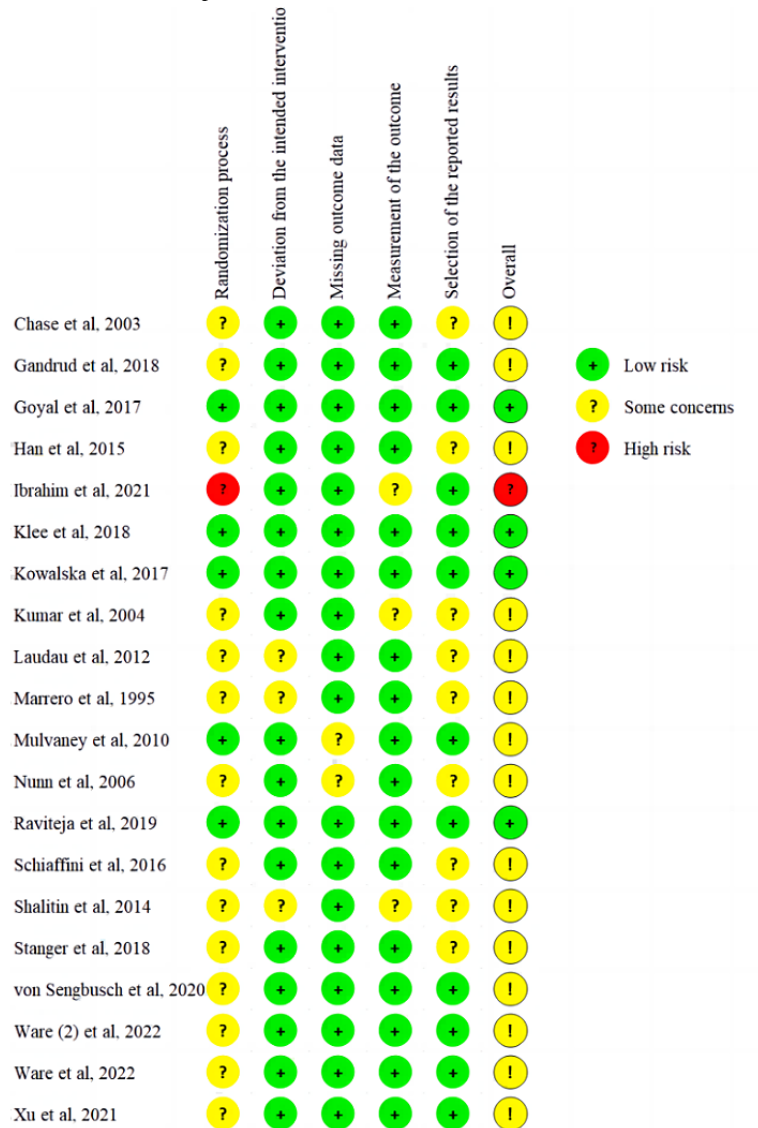 Randomization process
Deviation from the intended interventio
Missing outcome data
Measurement of the outcome
Selection of the reported results
Overall
Chase et al, 2003 ? + + + ? !
Gandrud et al, 2018 ? + + + + !
Goyal et al, 2017 + + + + + +
Han et al, 2015 ? + + + ? !
Ibrahim et al, 2021 ? + + ? + ?
Klee et al, 2018 + + + + + +
Kowalska et al, 2017 + + + + + +
Kumar et al, 2004 ? + + ? ? !
Laudau et al, 2012 ? ? + + ? !
Marrero et al, 1995 ? ? + + ? !
Mulvaney et al, 2010 + + ? + + !
Nunn et al, 2006 ? + ? + ? !
Raviteja et al, 2019 + + + + + +
Schiaffini et al, 2016 ? + + + ? !
Shalitin et al, 2014 ? ? + ? ? !
Stanger et al, 2018 ? + + + ? !
von Sengbusch et al, 2020 ? + + + + !
Ware (2) et al, 2022 ? + + + + !
Ware et al, 2022 ? + + + + !
Xu et al, 2021 ? + + + + !
+ Low risk
? Some concerns
? High risk